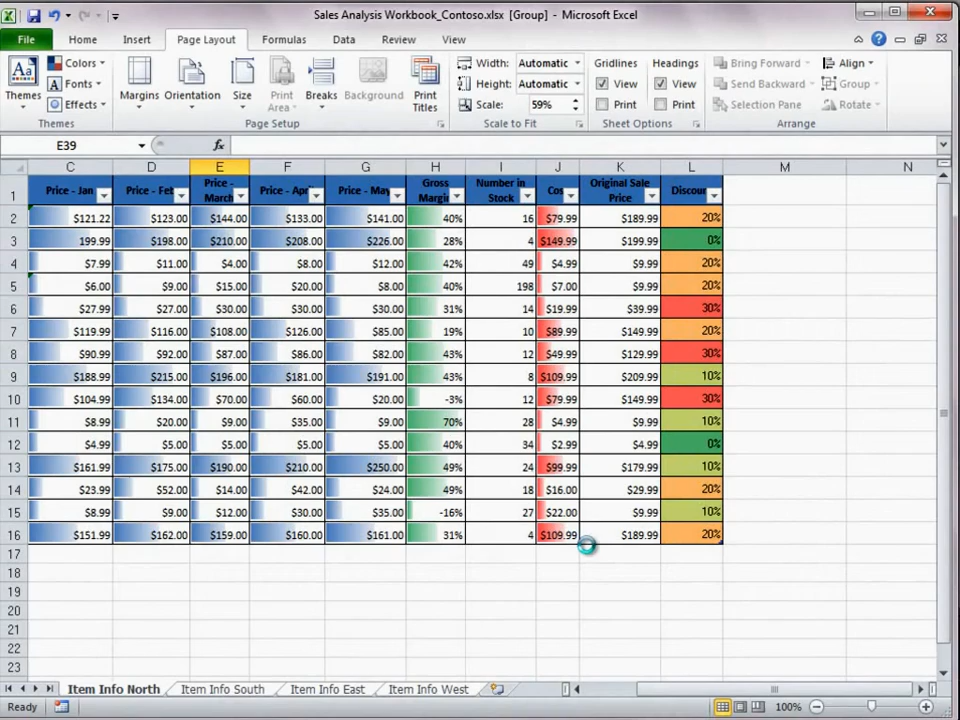 Sales Analysis Workbook_Contoso.xlsx [Group] - Microsoft Excel
File Home Insert Page Layout Formulas Data Review View
Colors Width: Automatic Gridlines Headings Bring Forward Align
Themes Fonts Margins Orientation Size Print Area Breaks Background Print Titles Height: Automatic View View Send Backward Group
Effects Scale: 59% Print Print Selection Pane Rotate
Themes Page Setup Scale to Fit Sheet Options Arrange
E39 fx
C D E F G H I J K L M N
1 Price - Jan Price - Feb Price - March Price - Apri Price - May Gross Margin Number in Stock Cos Original Sale Price Discour
2 $121.22 $123.00 $144.00 $133.00 $141.00 40% 16 $79.99 $189.99 20%
3 199.99 $198.00 $210.00 $208.00 $226.00 28% 4 $149.99 $199.99 0%
4 $7.99 $11.00 $4.00 $8.00 $12.00 42% 49 $4.99 $9.99 20%
5 $6.00 $9.00 $15.00 $20.00 $8.00 40% 198 $7.00 $9.99 20%
6 $27.99 $27.00 $30.00 $30.00 $30.00 31% 14 $19.99 $39.99 30%
7 $119.99 $116.00 $108.00 $126.00 $85.00 19% 10 $89.99 $149.99 20%
8 $90.99 $92.00 $87.00 $86.00 $82.00 43% 12 $49.99 $129.99 30%
9 $188.99 $215.00 $196.00 $181.00 $191.00 43% 8 $109.99 $209.99 10%
10 $104.99 $134.00 $70.00 $60.00 $20.00 -3% 12 $79.99 $149.99 30%
11 $8.99 $20.00 $9.00 $35.00 $9.00 70% 28 $4.99 $9.99 10%
12 $4.99 $5.00 $5.00 $5.00 $5.00 40% 34 $2.99 $4.99 0%
13 $161.99 $175.00 $190.00 $210.00 $250.00 49% 24 $99.99 $179.99 10%
14 $23.99 $52.00 $14.00 $42.00 $24.00 49% 18 $16.00 $29.99 20%
15 $8.99 $9.00 $12.00 $30.00 $35.00 -16% 27 $22.00 $9.99 10%
16 $151.99 $162.00 $159.00 $160.00 $161.00 31% 4 $109.99 $189.99 20%
17
18
19
20
21
22
23
Item Info North Item Info South Item Info East Item Info West
Ready 100%